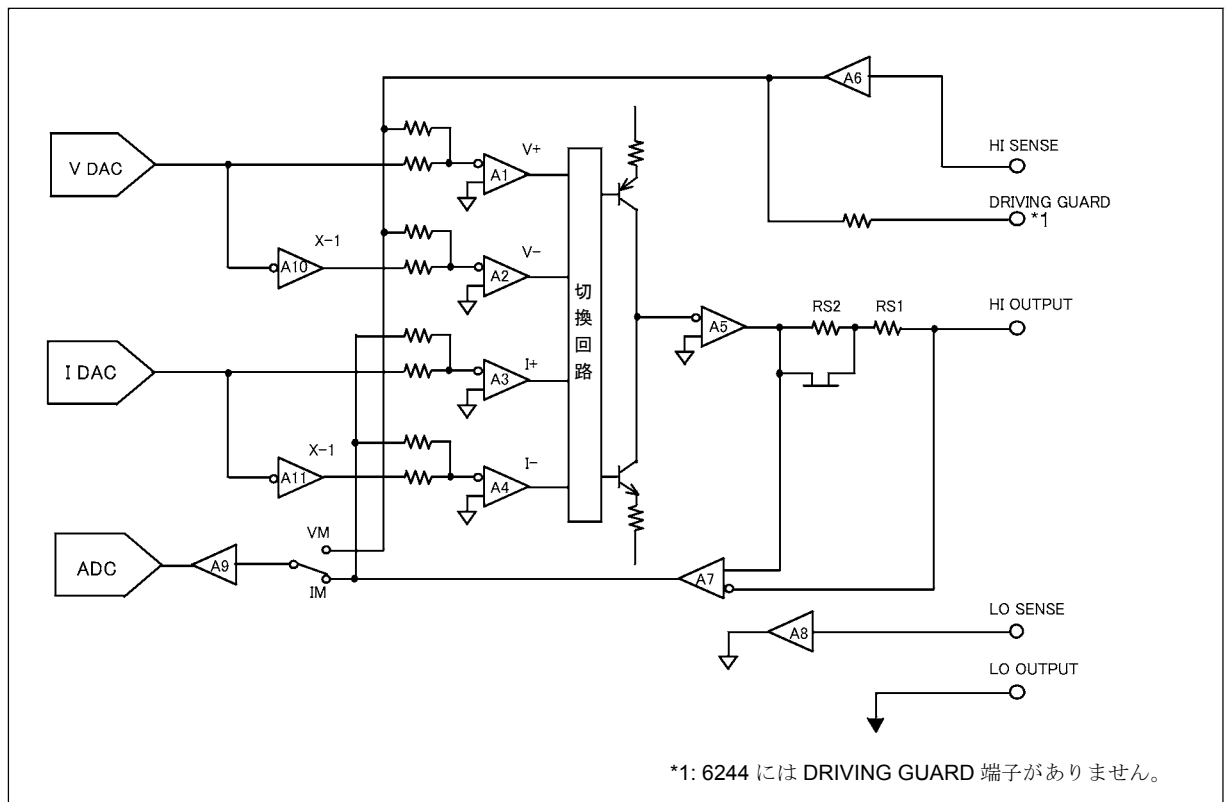 A6
HI SENSE
V DAC
V+
A1
DRIVING GUARD
*1
X-1
A10
V-
A2
切換回路
A5
RS2
RS1
HI OUTPUT
I DAC
I+
A3
X-1
A11
I-
A4
VM
ADC
A9
IM
A7
LO SENSE
A8
LO OUTPUT
*1: 6244 には DRIVING GUARD 端子がありません。